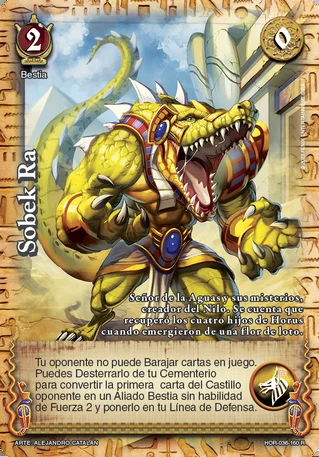 2
0
Bestia
Sobek Ra
Señor de la Aguas y sus misterios,
creador del Nilo. Se cuenta que
recuperó los cuatro hijos de Horus
cuando emergieron de una flor de loto.
Tu oponente no puede Barajar cartas en juego.
Puedes Desterrarlo de tu Cementerio
para convertir la primera carta del Castillo
oponente en un Aliado Bestia sin habilidad
de Fuerza 2 y ponerlo en tu Línea de Defensa.
ARTE: ALEJANDRO CATALÁN
HOR-036-160 R